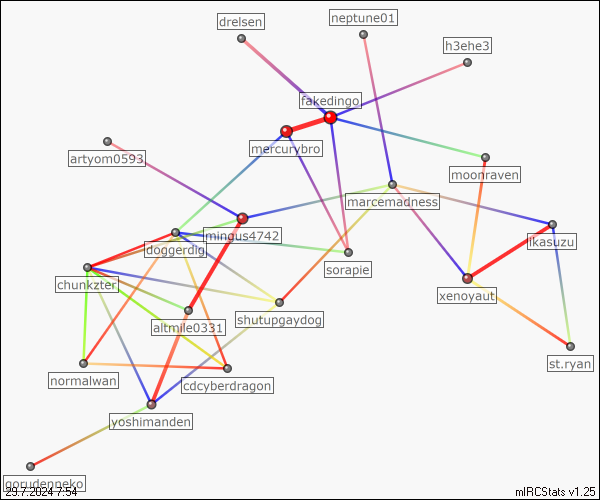 drelsen
neptune01
h3ehe3
fakedingo
mercurybro
artyom0593
moonraven
marcemadness
mingus4742
doggerdig
ikasuzu
sorapie
chunkzter
xenoyaut
altmile0331
shutupgaydog
st.ryan
normalwan
cdcyberdragon
yoshimanden
gorudenneko
29.7.2024 7:54
mIRCStats v1.25